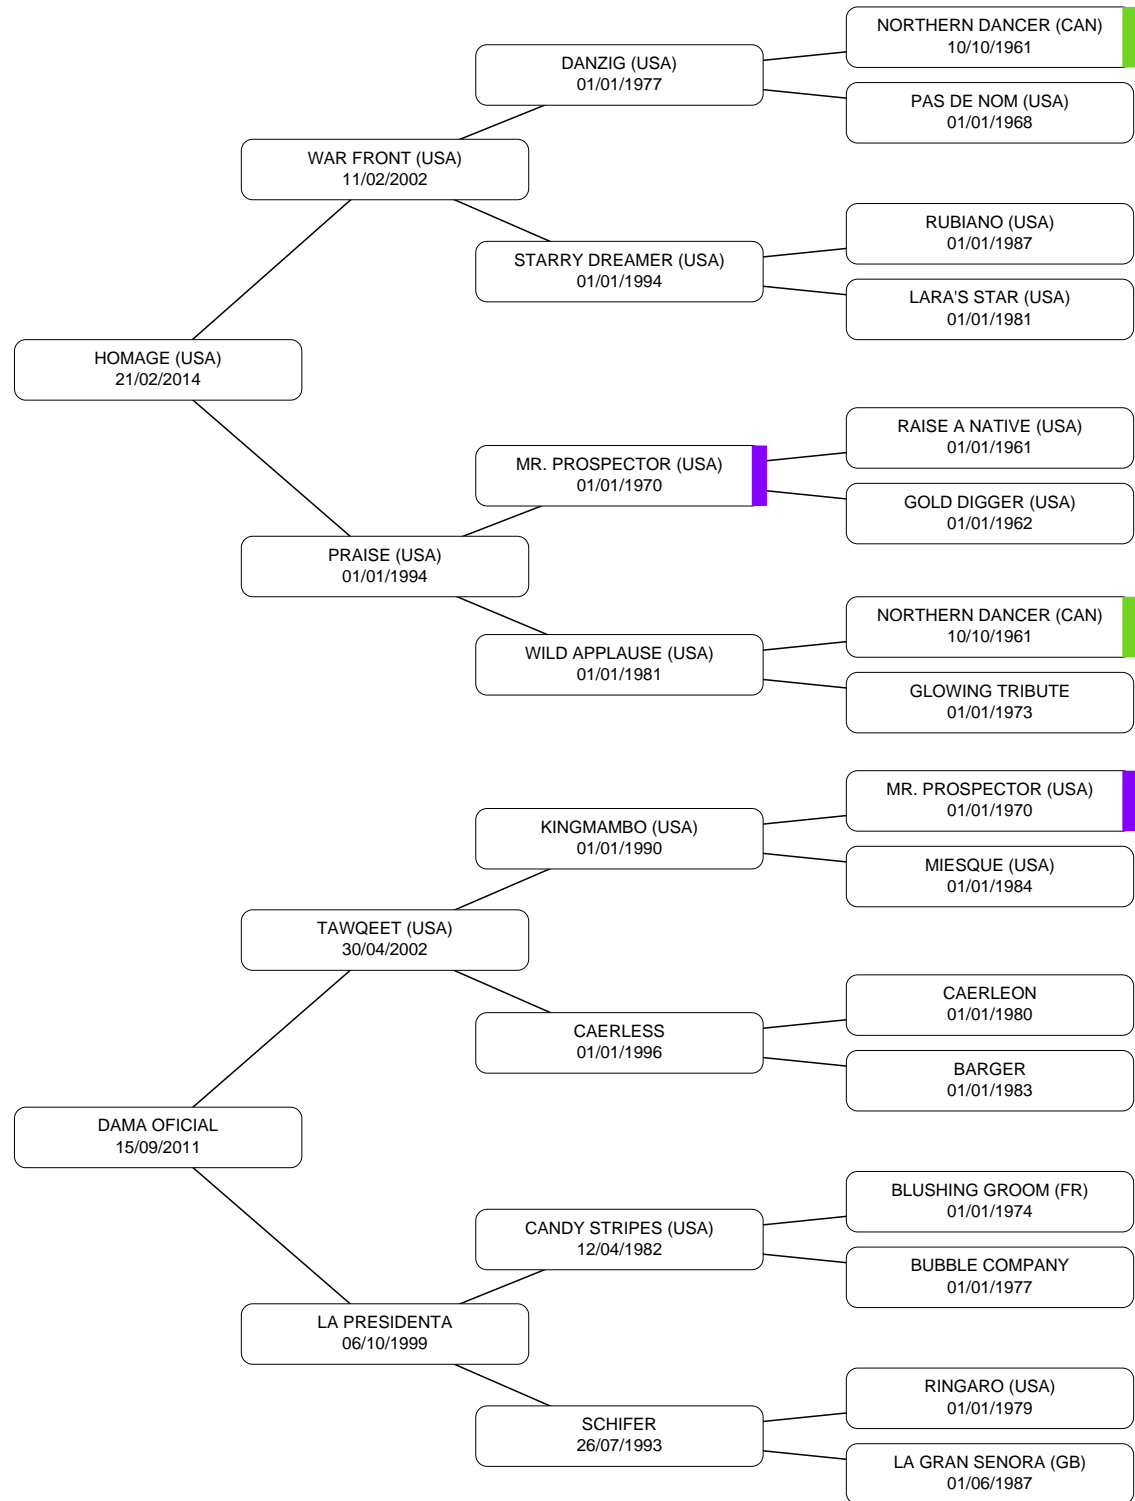 NORTHERN DANCER (CAN)
10/10/1961
DANZIG (USA)
01/01/1977
PAS DE NOM (USA)
01/01/1968
WAR FRONT (USA)
11/02/2002
RUBIANO (USA)
01/01/1987
STARRY DREAMER (USA)
01/01/1994
LARA'S STAR (USA)
01/01/1981
HOMAGE (USA)
21/02/2014
RAISE A NATIVE (USA)
01/01/1961
MR. PROSPECTOR (USA)
01/01/1970
GOLD DIGGER (USA)
01/01/1962
PRAISE (USA)
01/01/1994
NORTHERN DANCER (CAN)
10/10/1961
WILD APPLAUSE (USA)
01/01/1981
GLOWING TRIBUTE
01/01/1973
MR. PROSPECTOR (USA)
01/01/1970
KINGMAMBO (USA)
01/01/1990
MIESQUE (USA)
01/01/1984
TAWQEET (USA)
30/04/2002
CAERLEON
01/01/1980
CAERLESS
01/01/1996
BARGER
01/01/1983
DAMA OFICIAL
15/09/2011
BLUSHING GROOM (FR)
01/01/1974
CANDY STRIPES (USA)
12/04/1982
BUBBLE COMPANY
01/01/1977
LA PRESIDENTA
06/10/1999
RINGARO (USA)
01/01/1979
SCHIFER
26/07/1993
LA GRAN SENORA (GB)
01/06/1987